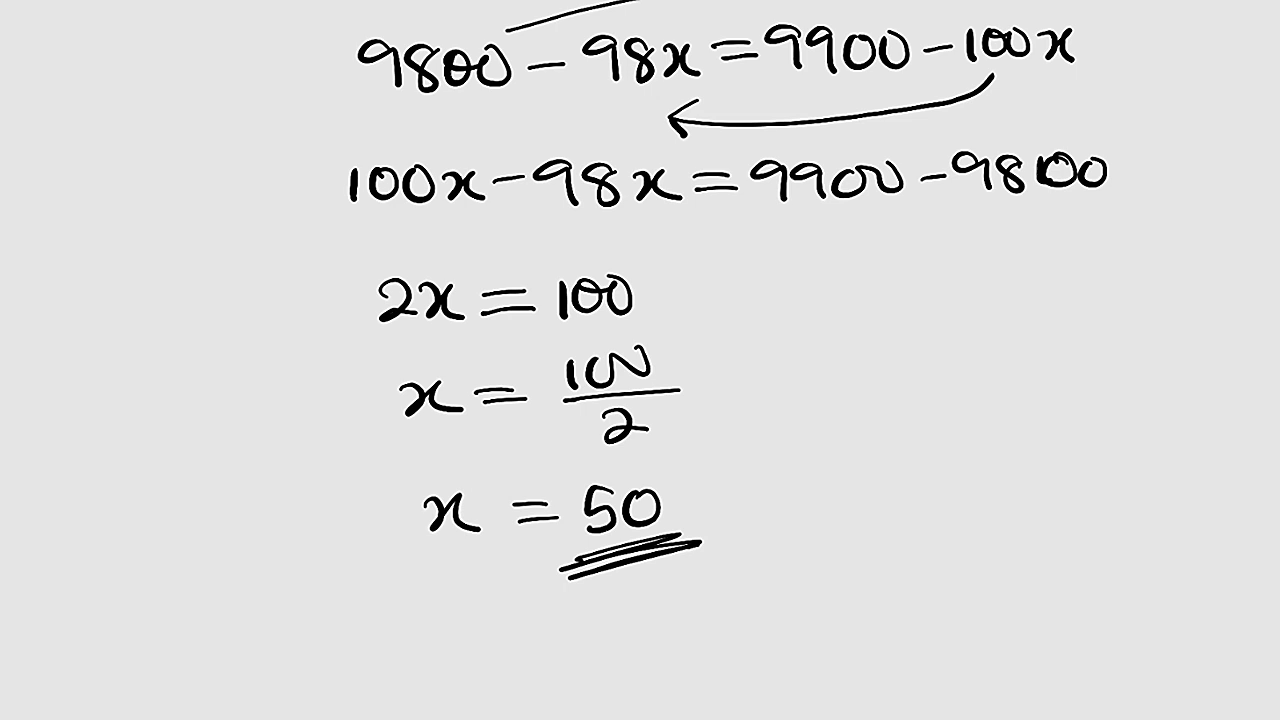 9800 - 98x = 9900 - 100x
100x - 98x = 9900 - 9800
2x = 100
x = 100/2
x = 50